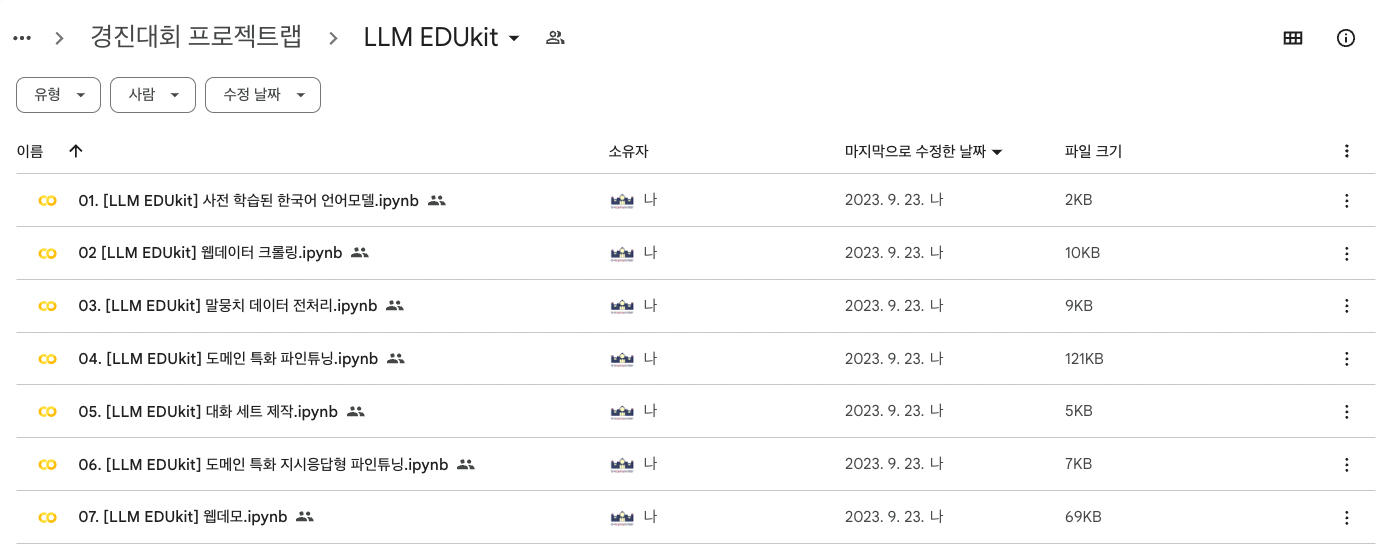 경진대회 프로젝트랩 LLM EDUkit
유형 사람 수정 날짜
이름 소유자 마지막으로 수정한 날짜 파일 크기
01. [LLM EDUkit] 사전 학습된 한국어 언어모델.ipynb 나 2023. 9. 23. 나 2KB
02 [LLM EDUkit] 웹데이터 크롤링.ipynb 나 2023. 9. 23. 나 10KB
03. [LLM EDUkit] 말뭉치 데이터 전처리.ipynb 나 2023. 9. 23. 나 9KB
04. [LLM EDUkit] 도메인 특화 파인튜닝.ipynb 나 2023. 9. 23. 나 121KB
05. [LLM EDUkit] 대화 세트 제작.ipynb 나 2023. 9. 23. 나 5KB
06. [LLM EDUkit] 도메인 특화 지시응답형 파인튜닝.ipynb 나 2023. 9. 23. 나 7KB
07. [LLM EDUkit] 웹데모.ipynb 나 2023. 9. 23. 나 69KB